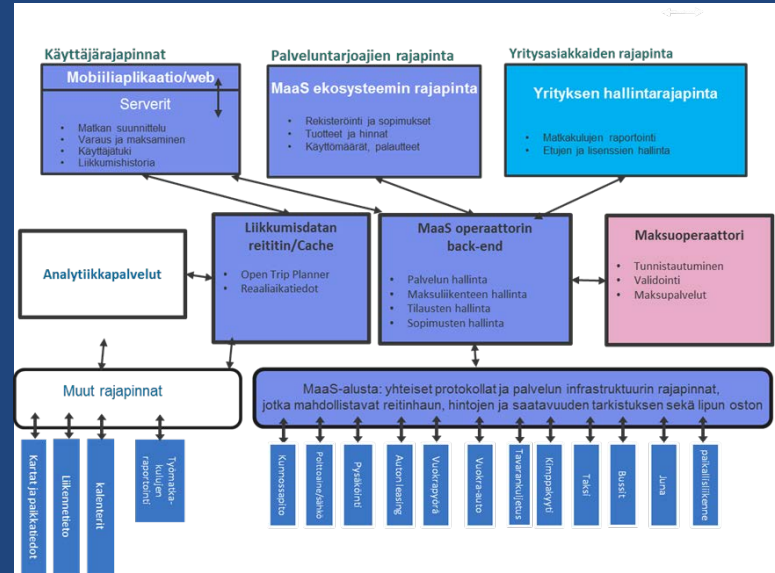 Käyttäjärajapinnat
Palveluntarjoajien rajapinta
Yritysasiakkaiden rajapinta
Mobiiliaplikaatio/web
Serverit
• Matkan suunnittelu
• Varaus ja maksaminen
• Käyttäjätuki
• Liikkumishistoria
MaaS ekosysteemin rajapinta
• Rekisteröinti ja sopimukset
• Tuotteet ja hinnat
• Käyttömäärät, palautteet
Yrityksen hallintarajapinta
• Matkakulujen raportointi
• Etujen ja lisenssien hallinta
Analytiikkapalvelut
Liikkumisdatan
reititin/Cache
• Open Trip Planner
• Reaaliaikatiedot
MaaS operaattorin
back-end
• Palvelun hallinta
• Maksuliikenteen hallinta
• Tilausten hallinta
• Sopimusten hallinta
Maksuoperaattori
• Tunnistautuminen
• Validointi
• Maksupalvelut
Muut rajapinnat
MaaS-alusta: yhteiset protokollat ja palvelun infrastruktuurin rajapinnat,
jotka mahdollistavat reitinhaun, hintojen ja saatavuuden tarkistuksen sekä lipun oston
Kartat ja paikkatiedot
Liikennetieto
kalenterit
Työmatka-
kulujen
raportointi
Kunnossapito
Polttoaine/sähkö
Pysäköinti
Auton leasing
Vuokrapyörä
Vuokra-auto
Tavarankuljetus
Kimppakyyti
Taksi
Bussit
Juna
paikallisliikenne